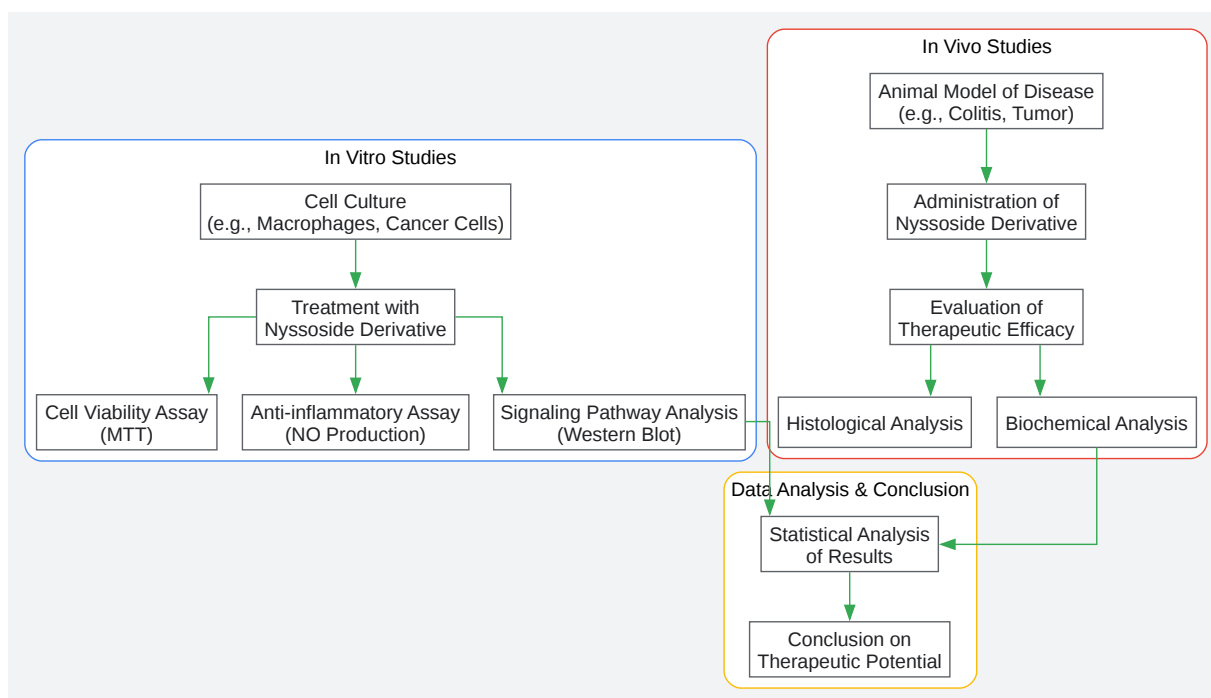 In Vitro Studies
Cell Culture
(e.g., Macrophages, Cancer Cells)
Treatment with
Nyssoside Derivative
Cell Viability Assay
(MTT)
Anti-inflammatory Assay
(NO Production)
Signaling Pathway Analysis
(Western Blot)
In Vivo Studies
Animal Model of Disease
(e.g., Colitis, Tumor)
Administration of
Nyssoside Derivative
Evaluation of
Therapeutic Efficacy
Histological Analysis
Biochemical Analysis
Data Analysis & Conclusion
Statistical Analysis
of Results
Conclusion on
Therapeutic Potential